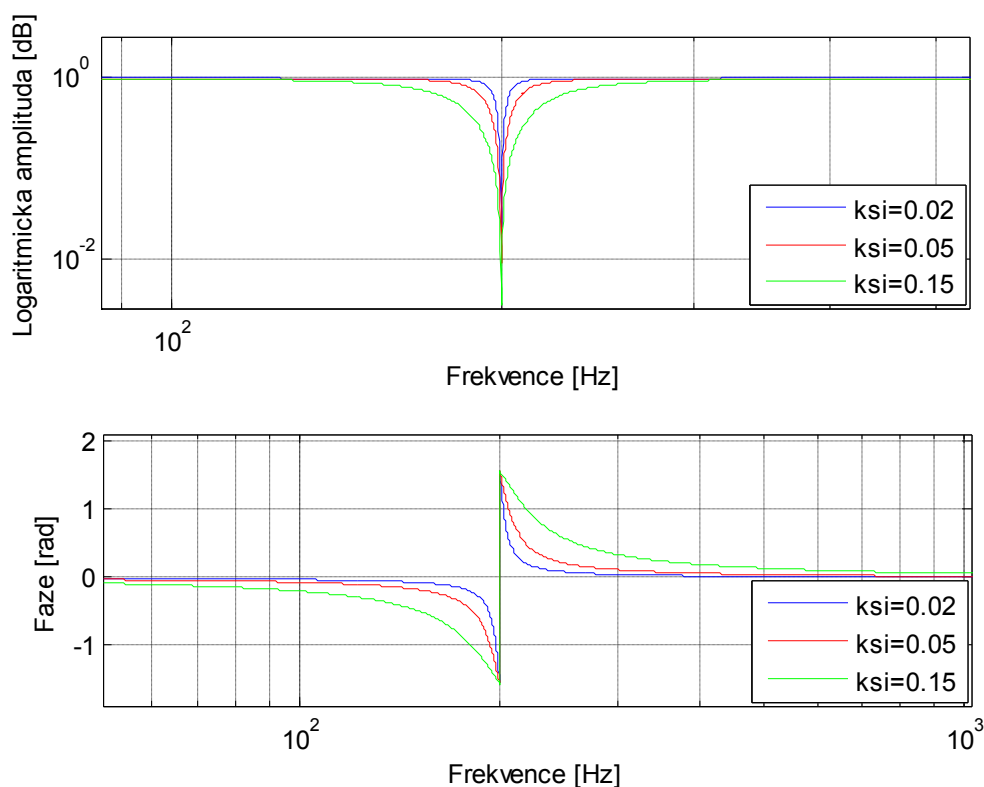 Logaritmicka amplituda [dB]
10^0
10^-2
10^2
ksi=0.02
ksi=0.05
ksi=0.15
Frekvence [Hz]
Faze [rad]
2
1
0
-1
10^2
10^3
ksi=0.02
ksi=0.05
ksi=0.15
Frekvence [Hz]